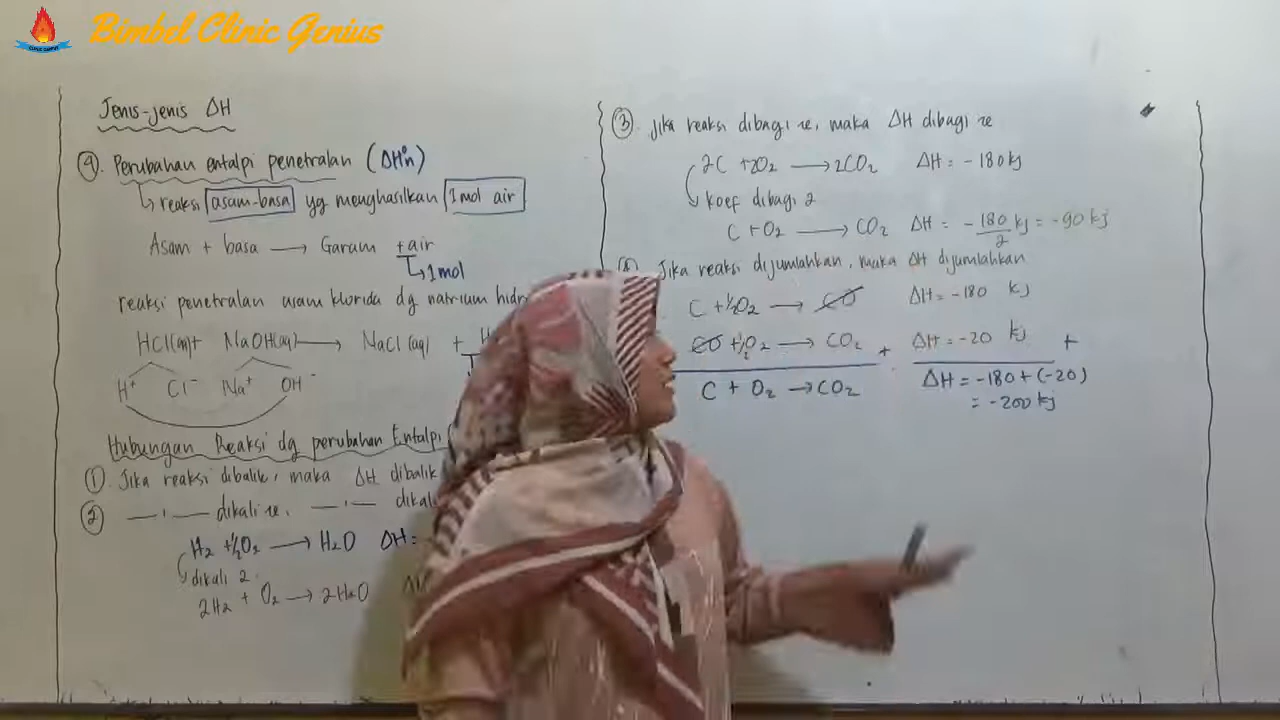 Bimbel Clinic Genius
CLINIC GENIUS
Jenis-jenis ΔH
④. Perubahan entalpi penetralan (ΔH°n)
↳ reaksi asam-basa yg menghasilkan 1 mol air
Asam + basa → Garam + air
↳ 1 mol
reaksi penetralan asam klorida dg natrium hidr
HCl(aq) + NaOH(aq) → NaCl(aq) + H
H⁺ Cl⁻ Na⁺ OH⁻
Hubungan Reaksi dg perubahan Entalpi
①. Jika reaksi dibalik, maka ΔH dibalik
② —ı— dikali x, —ı— dikal
H₂ + ½O₂ → H₂O ΔH =
dikali 2
2H₂ + O₂ → 2H₂O
③. Jika reaksi dibagi x, maka ΔH dibagi x
2C + 2O₂ → 2CO₂ ΔH = -180 kj
koef dibagi 2
C + O₂ → CO₂ ΔH = -180/2 kj = -90 kj
Jika reaksi dijumlahkan, maka ΔH dijumlahkan
C + ½O₂ → CO ΔH = -180 kj
CO + ½O₂ → CO₂ + ΔH = -20 kj +
C + O₂ → CO₂ ΔH = -180 + (-20)
= -200 kj